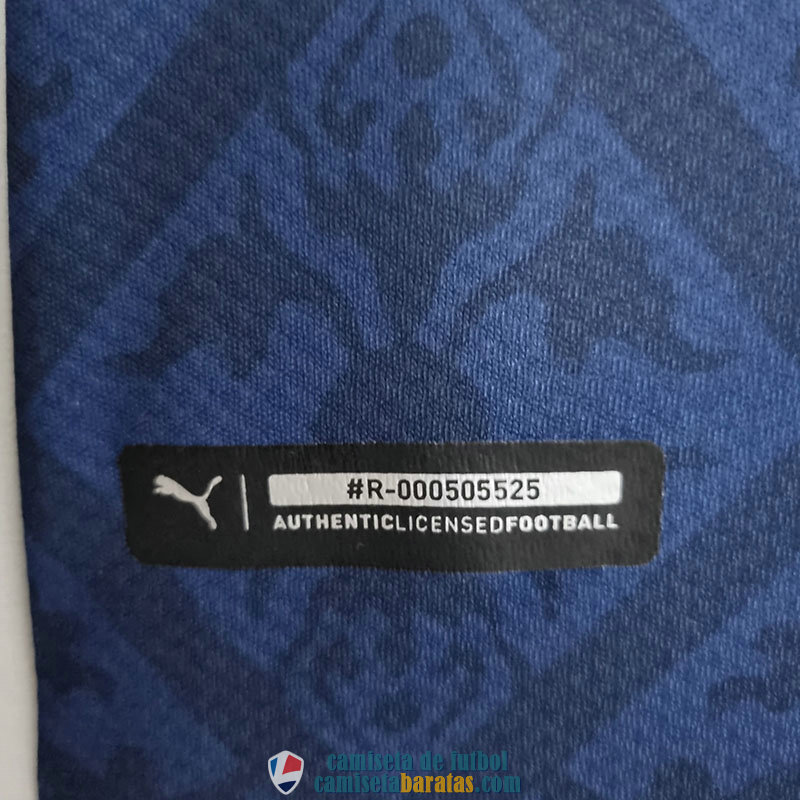 #R-000505525
AUTHENTICLICENSEDFOOTBALL
camiseta de futbol
camisetabaratas.com